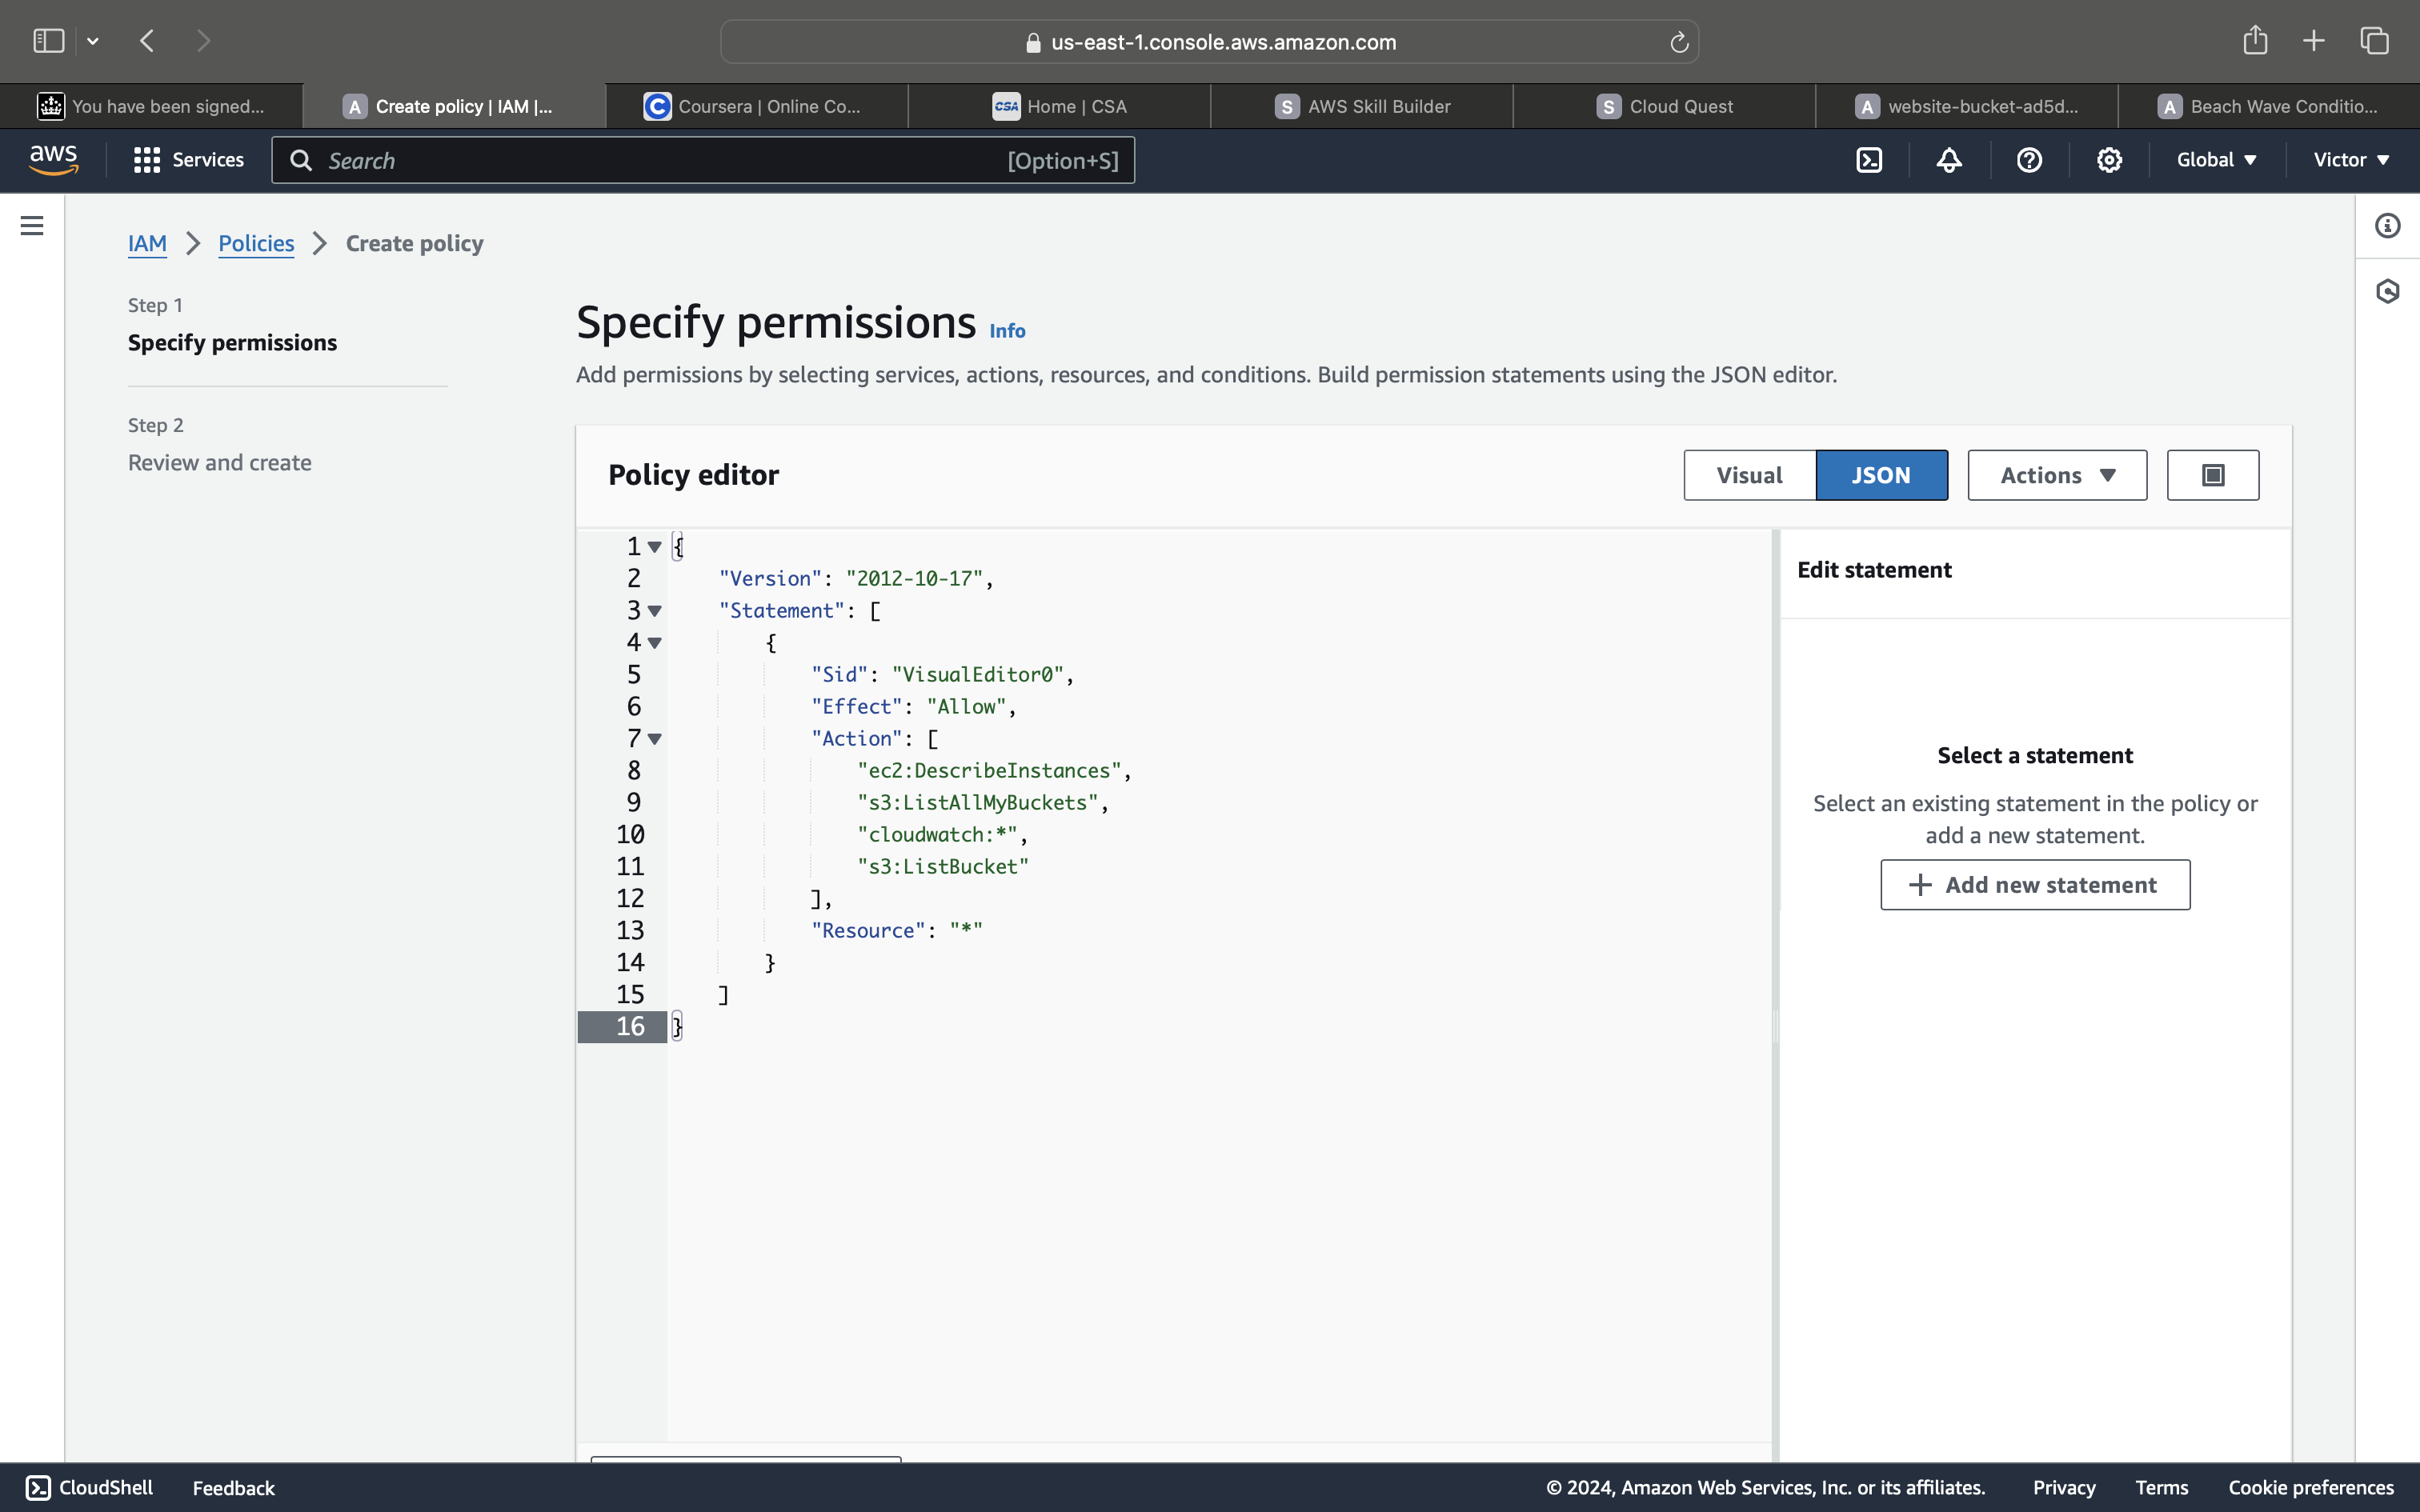 us-east-1.console.aws.amazon.com
You have been signed...
A Create policy | IAM |...
C Coursera | Online Co...
CSA Home | CSA
S AWS Skill Builder
S Cloud Quest
A website-bucket-ad5d...
A Beach Wave Conditio...
aws
Services
Search
[Option+S]
Global
Victor
IAM > Policies > Create policy
Step 1
Specify permissions
Step 2
Review and create
Specify permissions Info
Add permissions by selecting services, actions, resources, and conditions. Build permission statements using the JSON editor.
Policy editor
Visual
JSON
Actions
1 {
2 "Version": "2012-10-17",
3 "Statement": [
4 {
5 "Sid": "VisualEditor0",
6 "Effect": "Allow",
7 "Action": [
8 "ec2:DescribeInstances",
9 "s3:ListAllMyBuckets",
10 "cloudwatch:*",
11 "s3:ListBucket"
12 ],
13 "Resource": "*"
14 }
15 ]
16 }
Edit statement
Select a statement
Select an existing statement in the policy or
add a new statement.
+ Add new statement
CloudShell
Feedback
© 2024, Amazon Web Services, Inc. or its affiliates.
Privacy
Terms
Cookie preferences